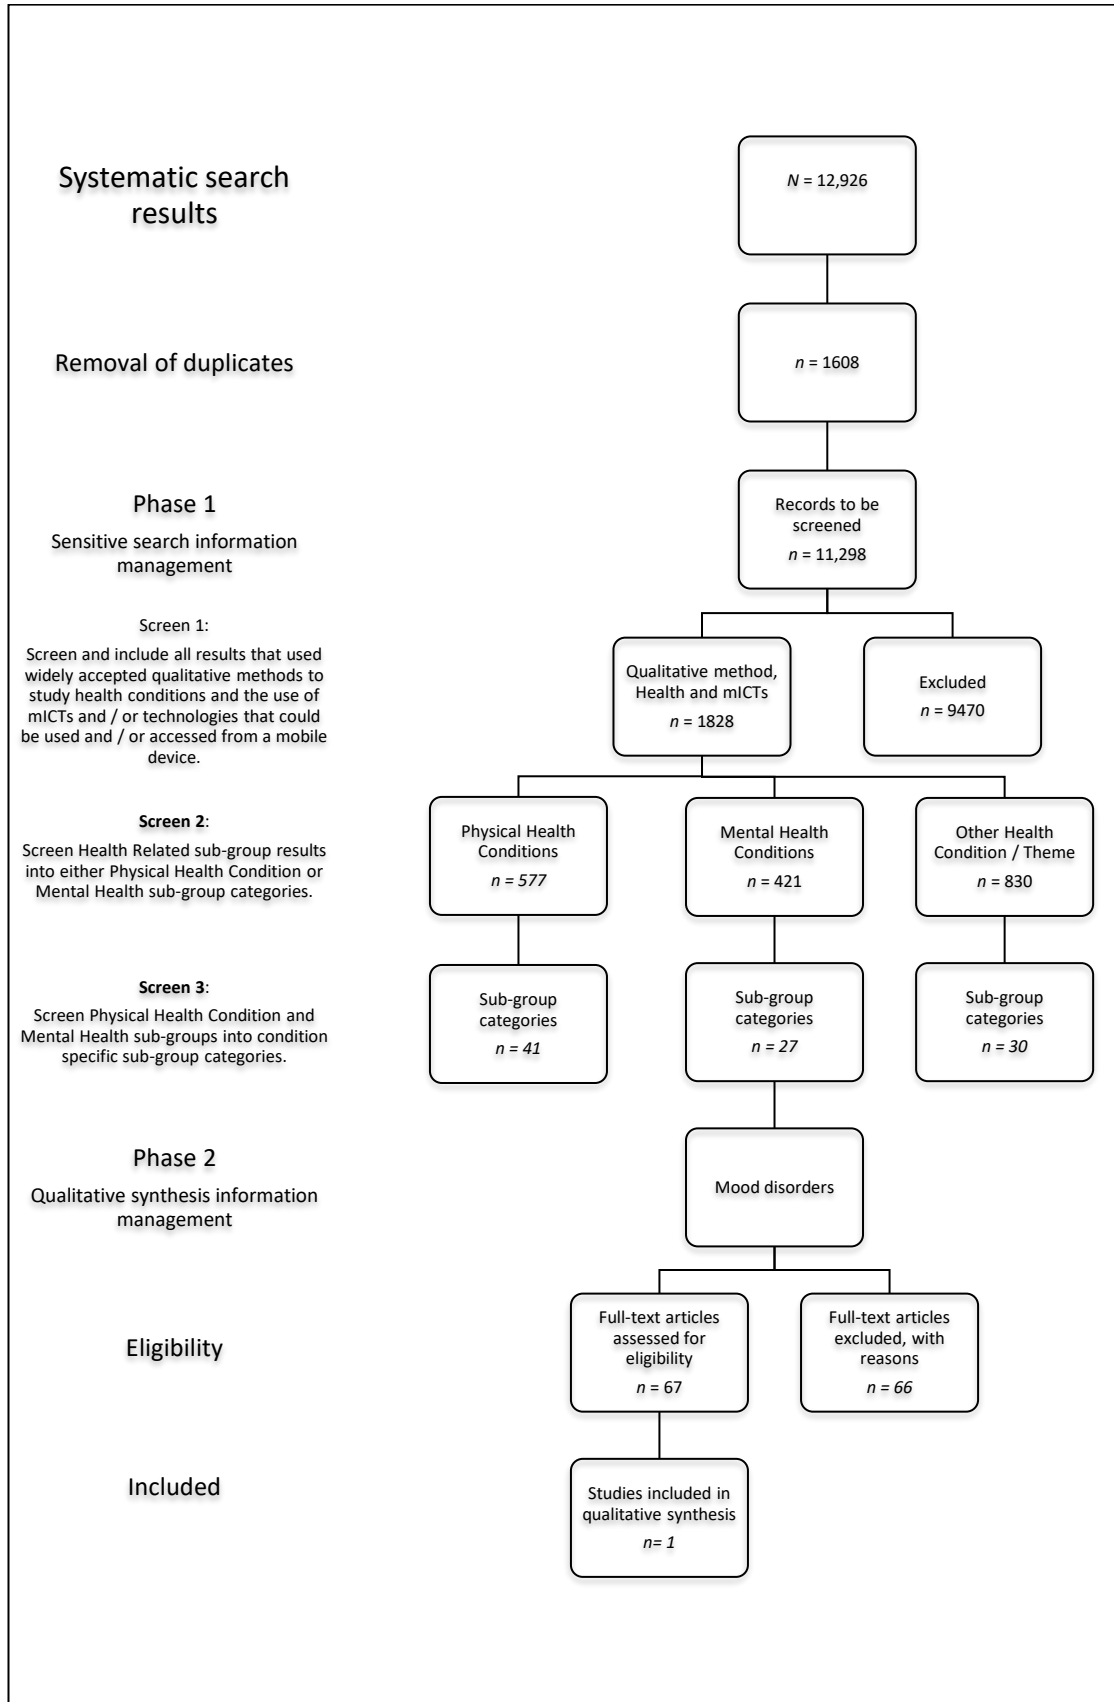 Systematic search
results
N = 12,926
Removal of duplicates
n = 1608
Phase 1
Sensitive search information
management
Records to be
screened
n = 11,298
Screen 1:
Screen and include all results that used
widely accepted qualitative methods to
study health conditions and the use of
mICTs and / or technologies that could
be used and / or accessed from a mobile
device.
Qualitative method,
Health and mICTs
n = 1828
Excluded
n = 9470
Screen 2:
Screen Health Related sub-group results
into either Physical Health Condition or
Mental Health sub-group categories.
Physical Health
Conditions
n = 577
Mental Health
Conditions
n = 421
Other Health
Condition / Theme
n = 830
Screen 3:
Screen Physical Health Condition and
Mental Health sub-groups into condition
specific sub-group categories.
Sub-group
categories
n = 41
Sub-group
categories
n = 27
Sub-group
categories
n = 30
Phase 2
Qualitative synthesis information
management
Mood disorders
Eligibility
Full-text articles
assessed for
eligibility
n = 67
Full-text articles
excluded, with
reasons
n = 66
Included
Studies included in
qualitative synthesis
n= 1